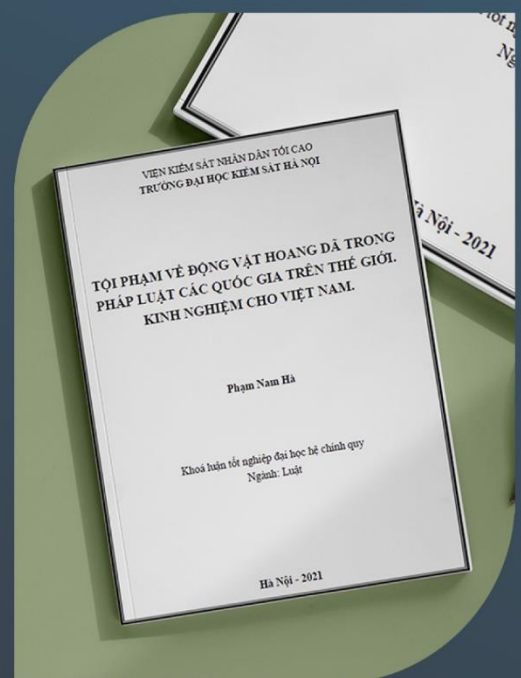 VIỆN KIỂM SÁT NHÂN DÂN TỐI CAO
TRƯỜNG ĐẠI HỌC KIỂM SÁT HÀ NỘI
TỘI PHẠM VỀ ĐỘNG VẬT HOANG DÃ TRONG
PHÁP LUẬT CÁC QUỐC GIA TRÊN THẾ GIỚI.
KINH NGHIỆM CHO VIỆT NAM.
Phạm Nam Hà
Khoá luận tốt nghiệp đại học hệ chính quy
Ngành: Luật
Hà Nội - 2021
tốt
Nội - 2021